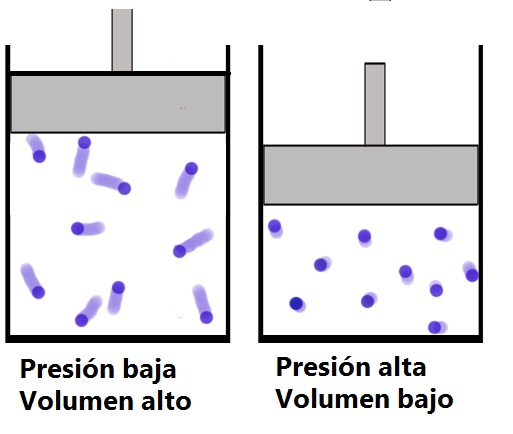 Presión baja
Volumen alto
Presión alta
Volumen bajo